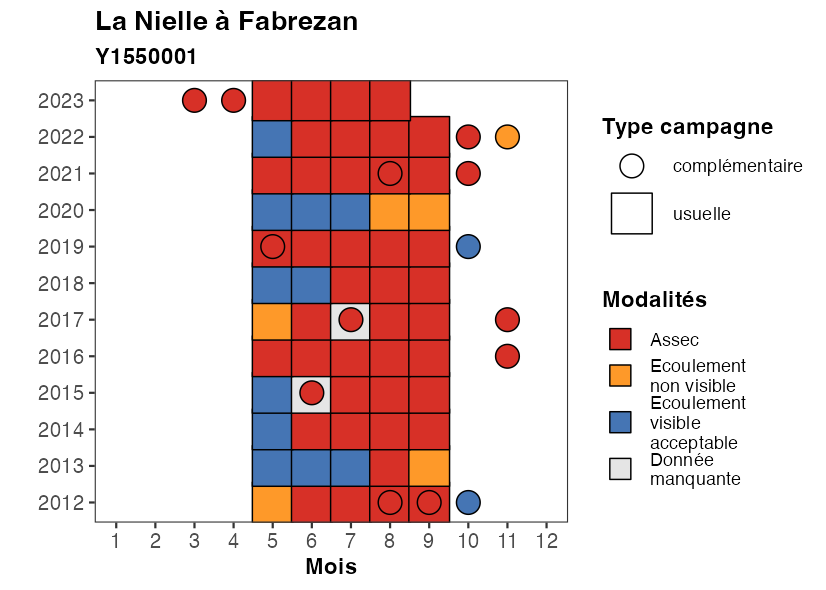 La Nielle à Fabrezan
Y1550001
2023
2022
2021
2020
2019
2018
2017
2016
2015
2014
2013
2012
1 2 3 4 5 6 7 8 9 10 11 12
Mois
Type campagne
complémentaire
usuelle
Modalités
Assec
Ecoulement
non visible
Ecoulement
visible
acceptable
Donnée
manquante